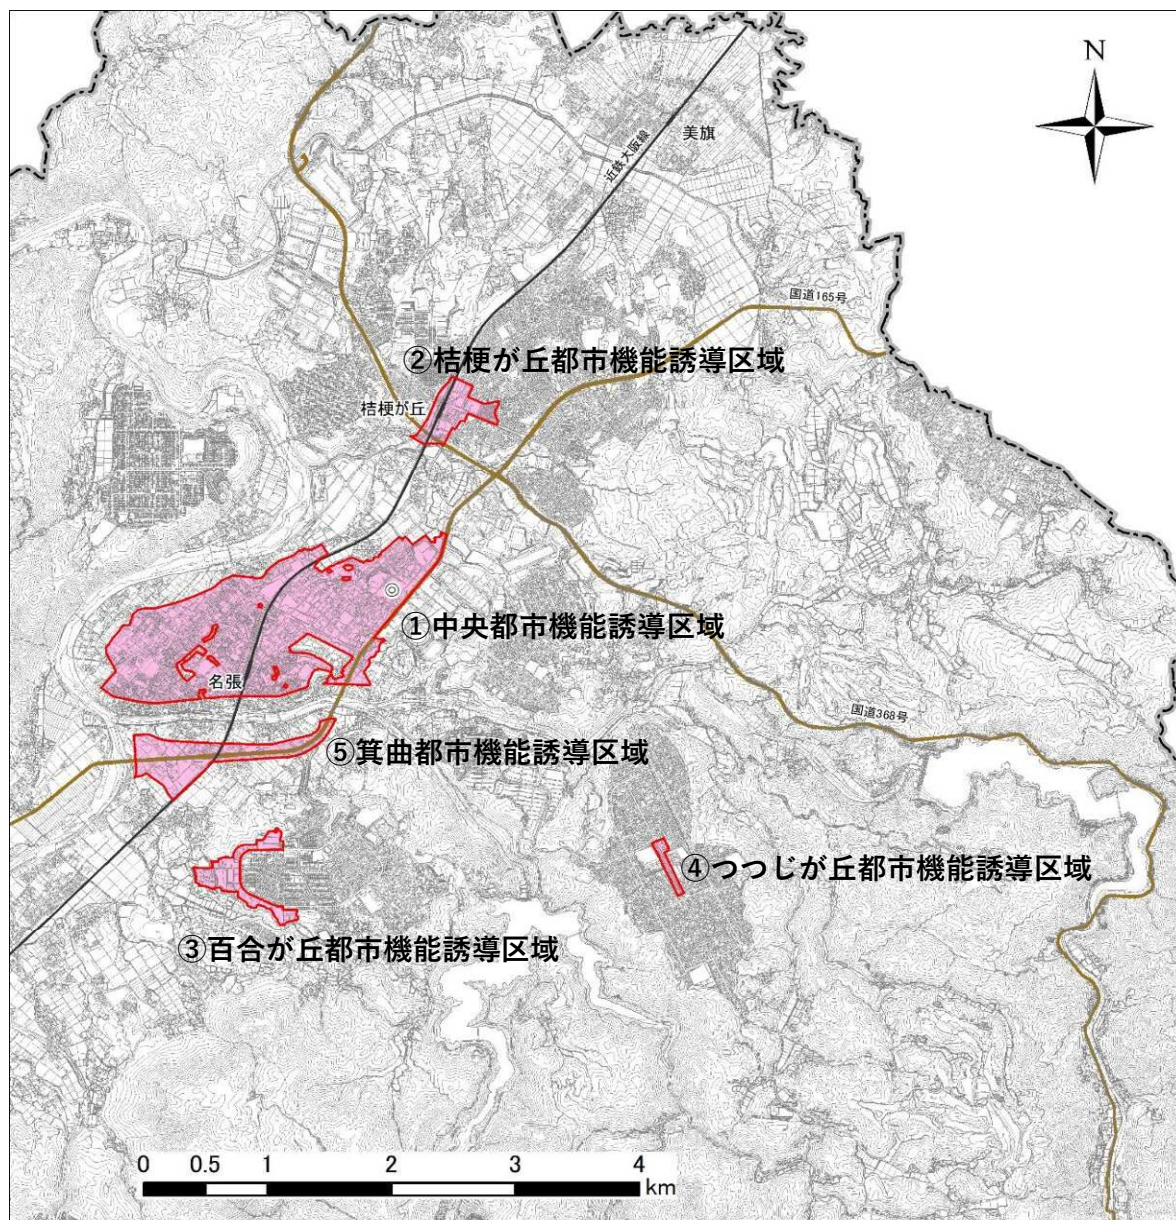 N
美旗
近鉄大阪線
国道165号
②桔梗が丘都市機能誘導区域
桔梗が丘
①中央都市機能誘導区域
名張
国道368号
⑤箕曲都市機能誘導区域
④つつじが丘都市機能誘導区域
③百合が丘都市機能誘導区域
0 0.5 1 2 3 4
km